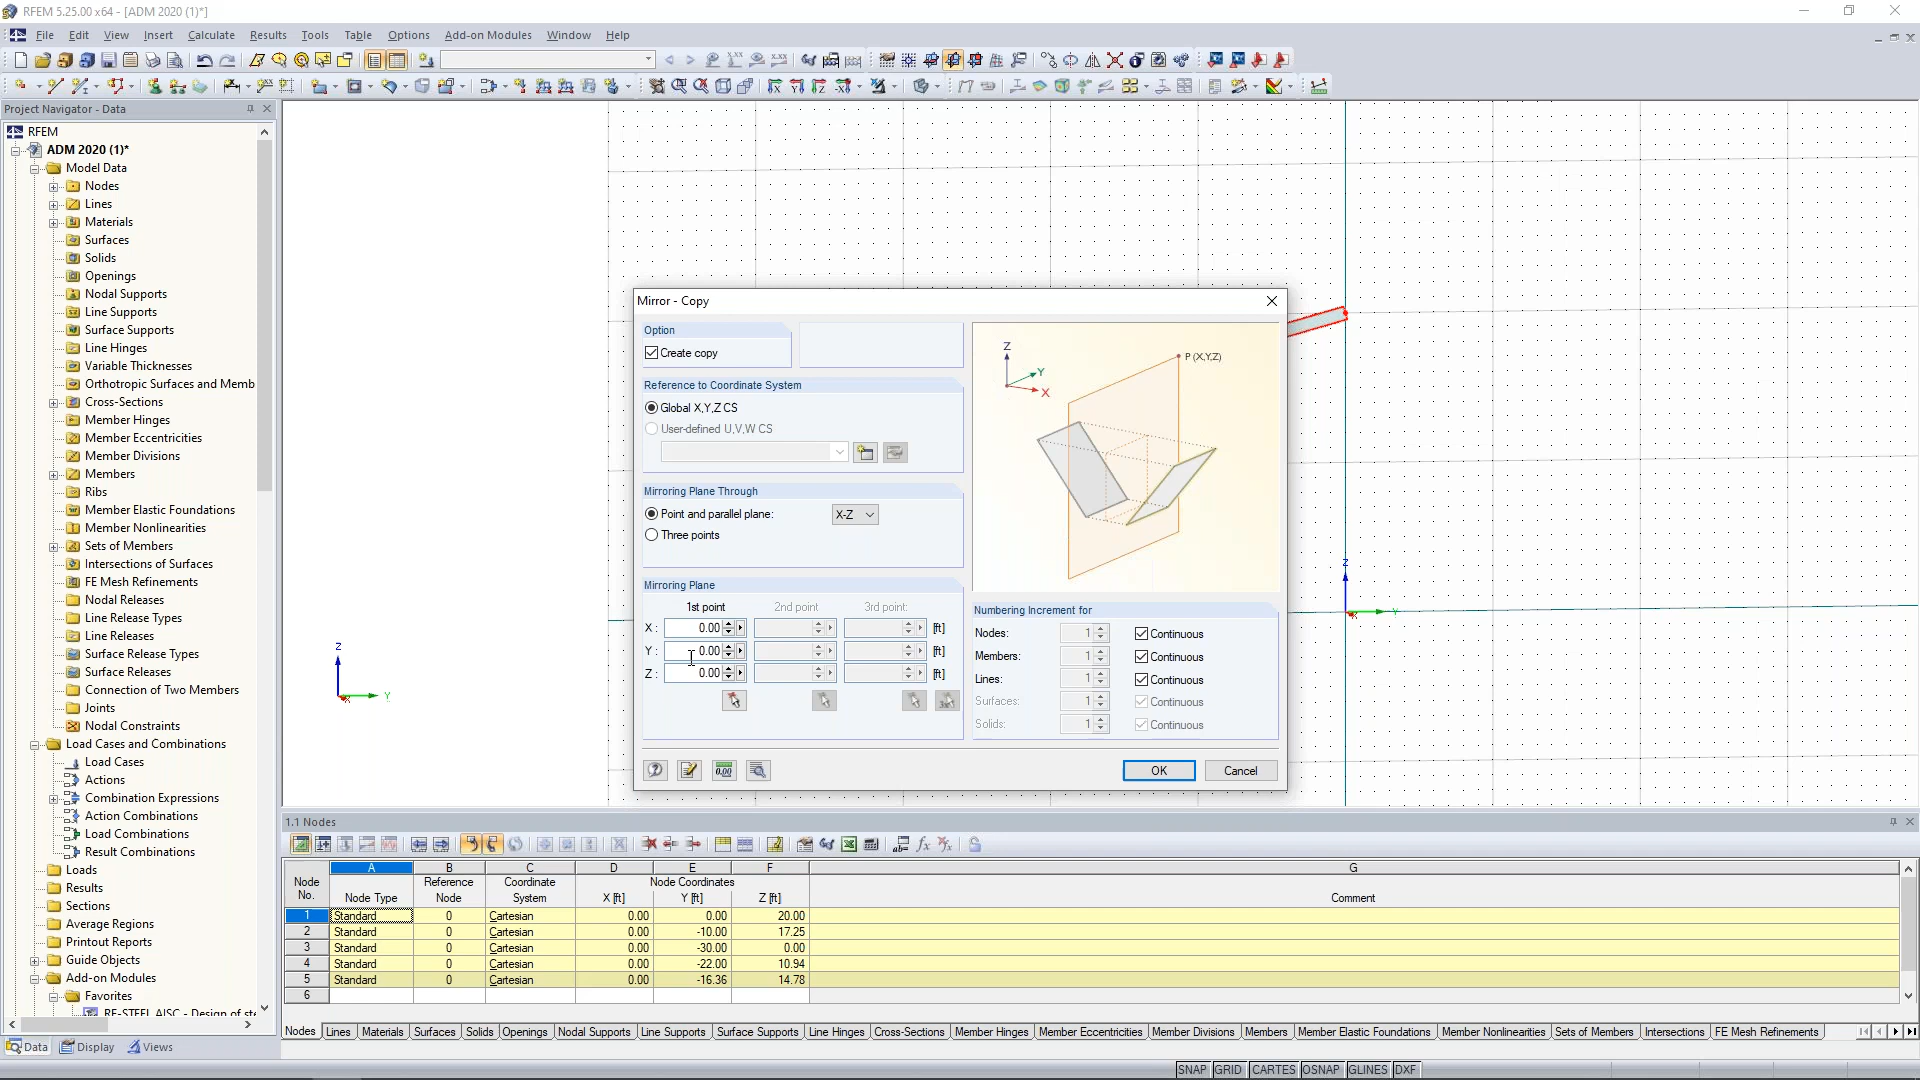 RFEM 5.25.00 x64 - [ADM 2020 (1)*]
File Edit View Insert Calculate Results Tools Table Options Add-on Modules Window Help
Project Navigator - Data
RFEM
ADM 2020 (1)*
Model Data
Nodes
Lines
Materials
Surfaces
Solids
Openings
Nodal Supports
Line Supports
Surface Supports
Line Hinges
Variable Thicknesses
Orthotropic Surfaces and Memb
Cross-Sections
Member Hinges
Member Eccentricities
Member Divisions
Members
Ribs
Member Elastic Foundations
Member Nonlinearities
Sets of Members
Intersections of Surfaces
FE Mesh Refinements
Nodal Releases
Line Release Types
Line Releases
Surface Release Types
Surface Releases
Connection of Two Members
Joints
Nodal Constraints
Load Cases and Combinations
Load Cases
Actions
Combination Expressions
Action Combinations
Load Combinations
Result Combinations
Loads
Results
Sections
Average Regions
Printout Reports
Guide Objects
Add-on Modules
Favorites
RF-STEEL AISC - Design of ste
Data Display Views
Z
Y
Z
Y
Mirror - Copy
Option
Create copy
Reference to Coordinate System
Global X,Y,Z CS
User-defined U,V,W CS
Mirroring Plane Through
Point and parallel plane: X-Z
Three points
Mirroring Plane
1st point 2nd point 3rd point:
X : 0.00 [ft]
Y : 0.00 [ft]
Z : 0.00 [ft]
Z
Y
X
P (X,Y,Z)
Numbering Increment for
Nodes: 1 Continuous
Members: 1 Continuous
Lines: 1 Continuous
Surfaces: 1 Continuous
Solids: 1 Continuous
OK Cancel
1.1 Nodes
A B C D E F G
Node Reference Coordinate Node Coordinates
No. Node Type Node System X [ft] Y [ft] Z [ft] Comment
1 Standard 0 Cartesian 0.00 0.00 20.00
2 Standard 0 Cartesian 0.00 -10.00 17.25
3 Standard 0 Cartesian 0.00 -30.00 0.00
4 Standard 0 Cartesian 0.00 -22.00 10.94
5 Standard 0 Cartesian 0.00 -16.36 14.78
6
Nodes Lines Materials Surfaces Solids Openings Nodal Supports Line Supports Surface Supports Line Hinges Cross-Sections Member Hinges Member Eccentricities Member Divisions Members Member Elastic Foundations Member Nonlinearities Sets of Members Intersections FE Mesh Refinements
SNAP GRID CARTES OSNAP GLINES DXF